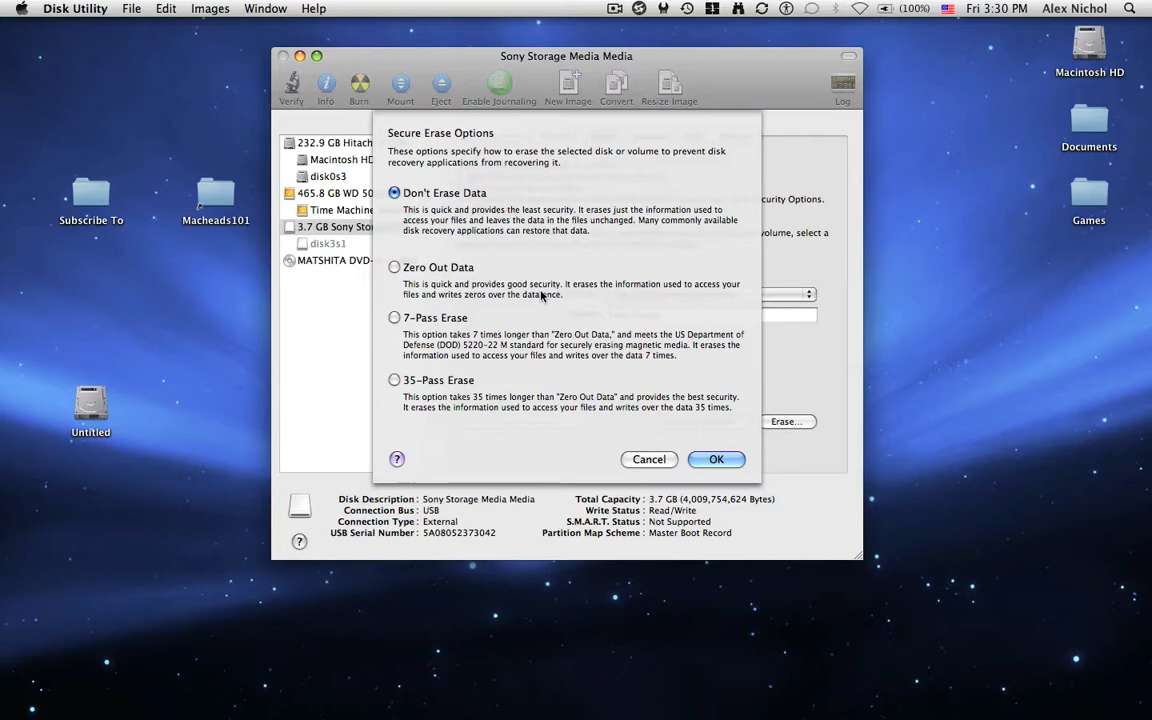 Disk Utility File Edit Images Window Help (100%) Fri 3:30 PM Alex Nichol
Sony Storage Media Media
Verify Info Burn Mount Eject Enable Journaling New Image Convert Resize Image Log
Macintosh HD
Documents
Games
Subscribe To
Macheads101
Untitled
232.9 GB Hitach
Macintosh HD
disk0s3
465.8 GB WD 50
Time Machine
3.7 GB Sony Stor
disk3s1
MATSHITA DVD-
curity Options.
volume, select a
Secure Erase Options
These options specify how to erase the selected disk or volume to prevent disk
recovery applications from recovering it.
Don't Erase Data
This is quick and provides the least security. It erases just the information used to
access your files and leaves the data in the files unchanged. Many commonly available
disk recovery applications can restore that data.
Zero Out Data
This is quick and provides good security. It erases the information used to access your
files and writes zeros over the data once.
7-Pass Erase
This option takes 7 times longer than "Zero Out Data," and meets the US Department of
Defense (DOD) 5220-22 M standard for securely erasing magnetic media. It erases the
information used to access your files and writes over the data 7 times.
35-Pass Erase
This option takes 35 times longer than "Zero Out Data" and provides the best security.
It erases the information used to access your files and writes over the data 35 times.
Erase...
? Cancel OK
Disk Description : Sony Storage Media Media Total Capacity : 3.7 GB (4,009,754,624 Bytes)
Connection Bus : USB Write Status : Read/Write
Connection Type : External S.M.A.R.T. Status : Not Supported
USB Serial Number : 5A08052373042 Partition Map Scheme : Master Boot Record
?